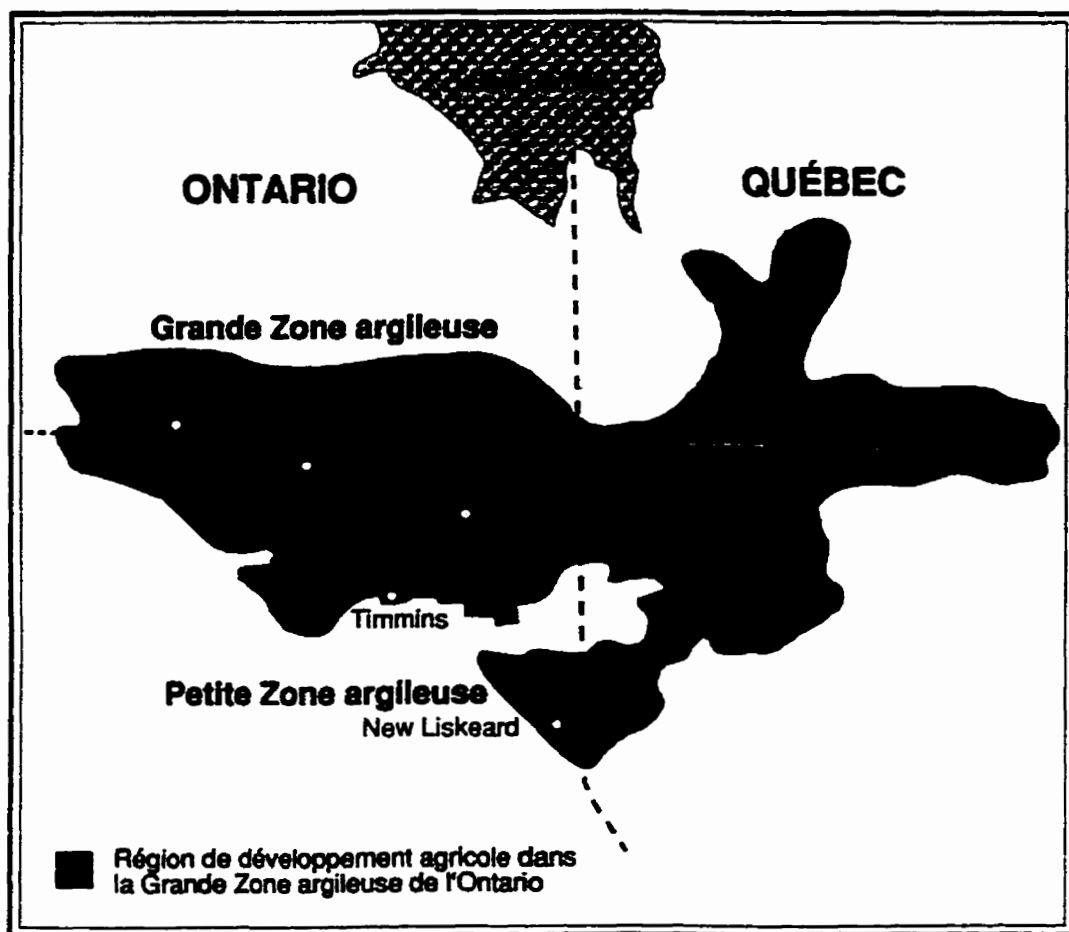 ONTARIO
QUÉBEC
Grande Zone argileuse
Timmins
Petite Zone argileuse
New Liskeard
Région de développement agricole dans
la Grande Zone argileuse de l'Ontario